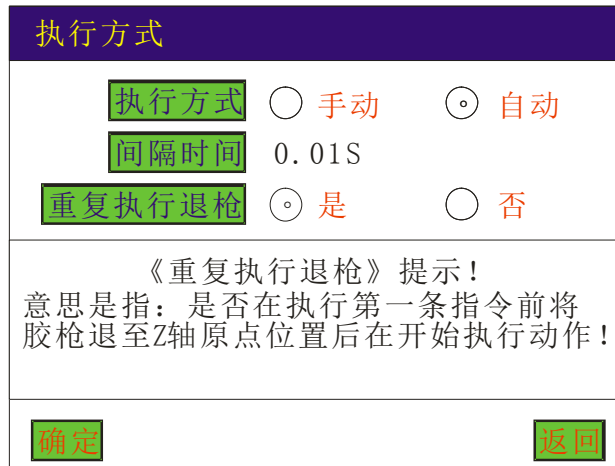 执行方式
执行方式 手动 自动
间隔时间 0.01S
重复执行退枪 是 否
《重复执行退枪》提示!
意思是指: 是否在执行第一条指令前将
胶枪退至Z轴原点位置后在开始执行动作!
确定 返回